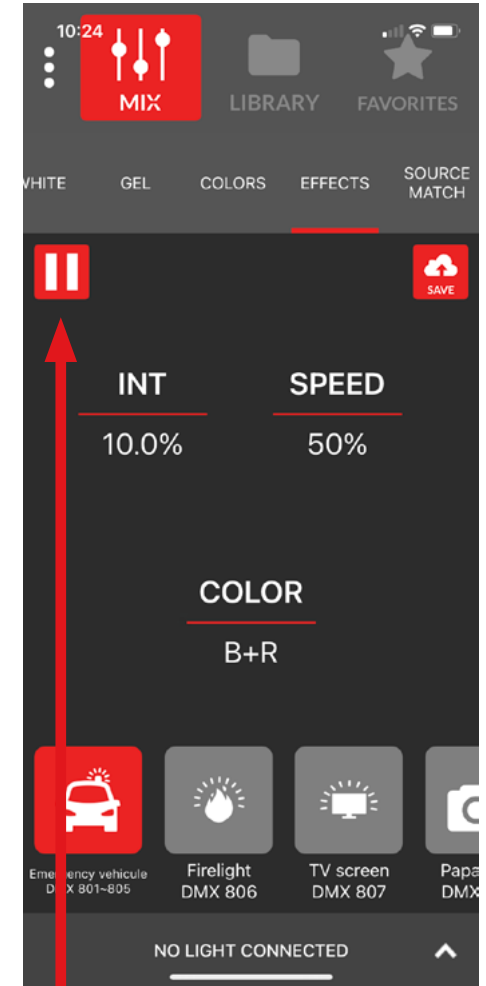 10:24
MIX
LIBRARY
FAVORITES
WHITE
GEL
COLORS
EFFECTS
SOURCE
MATCH
SAVE
INT
SPEED
10.0%
50%
COLOR
B+R
vehicule
801~805
Firelight
DMX 806
TV screen
DMX 807
DMX
NO LIGHT CONNECTED